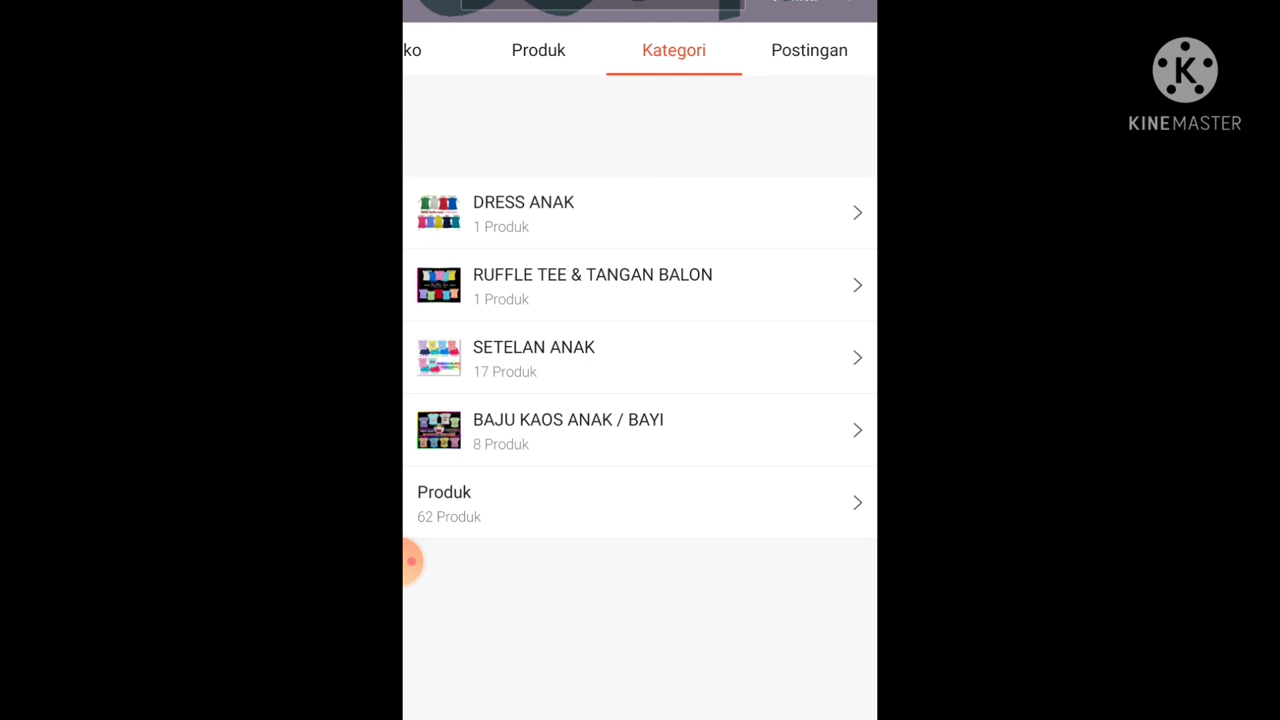 ko
Produk
Kategori
Postingan
KINEMASTER
DRESS ANAK
1 Produk
RUFFLE TEE & TANGAN BALON
1 Produk
SETELAN ANAK
17 Produk
BAJU KAOS ANAK / BAYI
8 Produk
Produk
62 Produk